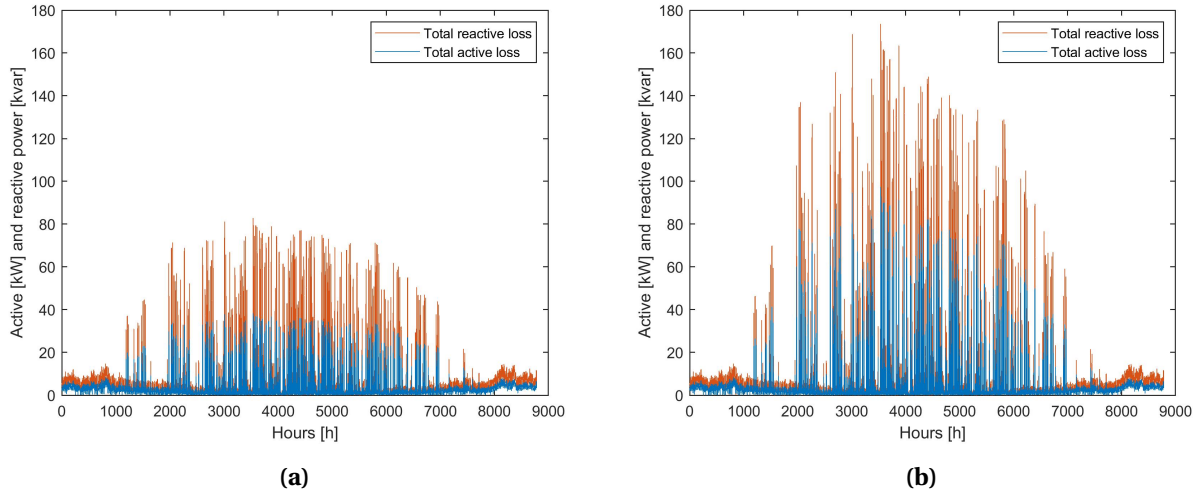 180
160
140
120
100
80
60
40
20
0
Active [kW] and reactive power [kvar]
Total reactive loss
Total active loss
0 1000 2000 3000 4000 5000 6000 7000 8000 9000
Hours [h]
(a)
180
160
140
120
100
80
60
40
20
0
Active [kW] and reactive power [kvar]
Total reactive loss
Total active loss
0 1000 2000 3000 4000 5000 6000 7000 8000 9000
Hours [h]
(b)